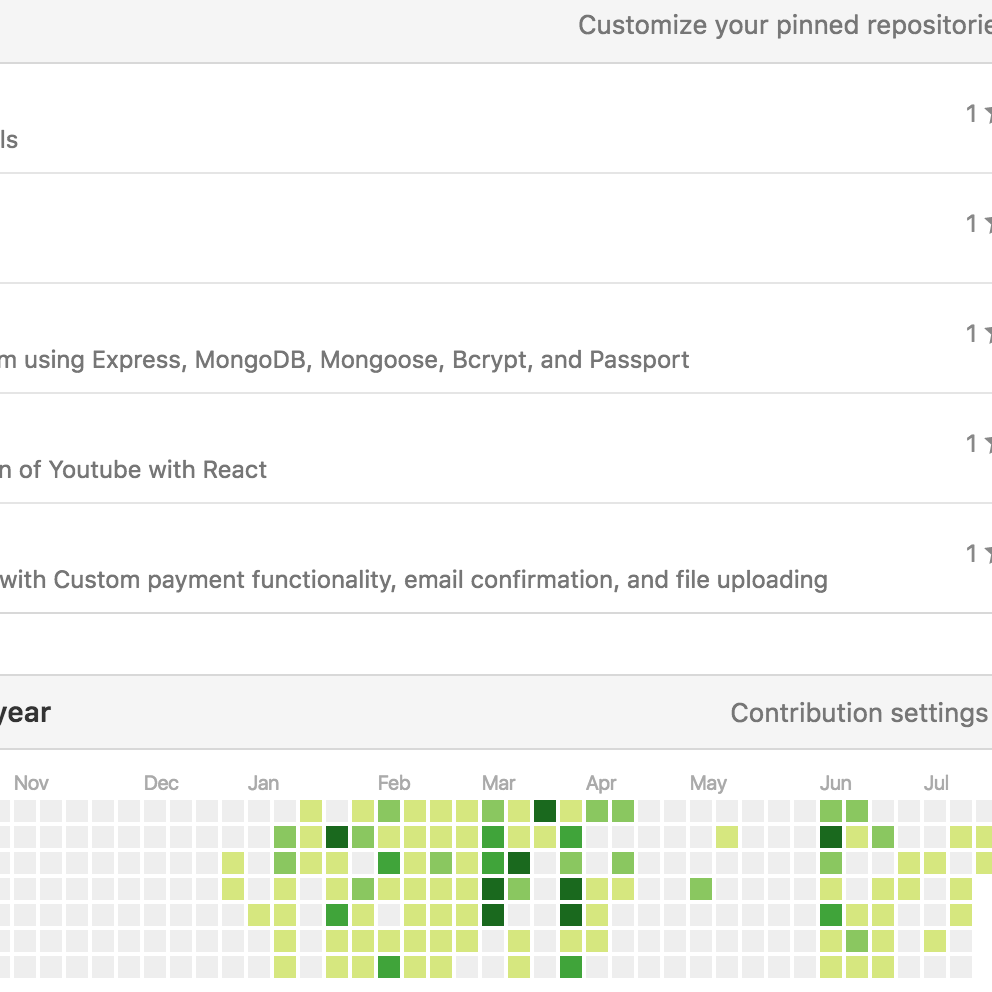 Customize your pinned repositorie
1
ls
1
1
m using Express, MongoDB, Mongoose, Bcrypt, and Passport
1
n of Youtube with React
1
with Custom payment functionality, email confirmation, and file uploading
year Contribution settings
Nov Dec Jan Feb Mar Apr May Jun Jul